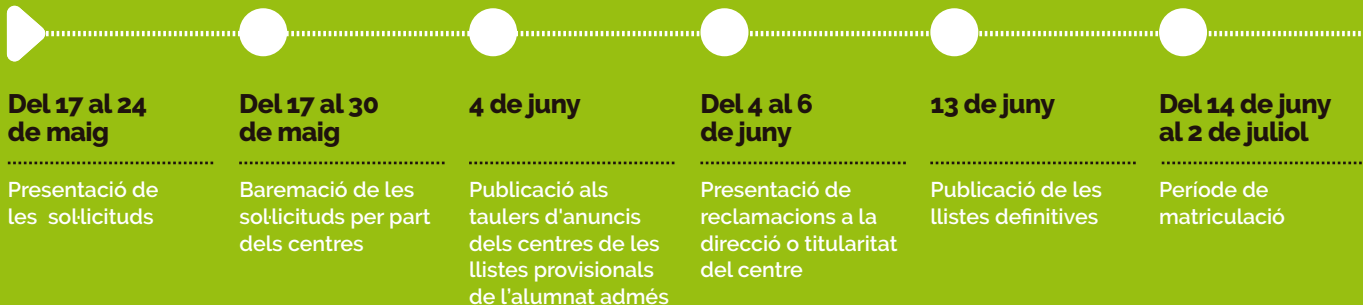 Del 17 al 24
de maig
Presentació de
les sol·licituds
Del 17 al 30
de maig
Baremació de les
sol·licituds per part
dels centres
4 de juny
Publicació als
taulers d'anuncis
dels centres de les
llistes provisionals
de l'alumnat admés
Del 4 al 6
de juny
Presentació de
reclamacions a la
direcció o titularitat
del centre
13 de juny
Publicació de les
llistes definitives
Del 14 de juny
al 2 de juliol
Període de
matriculació